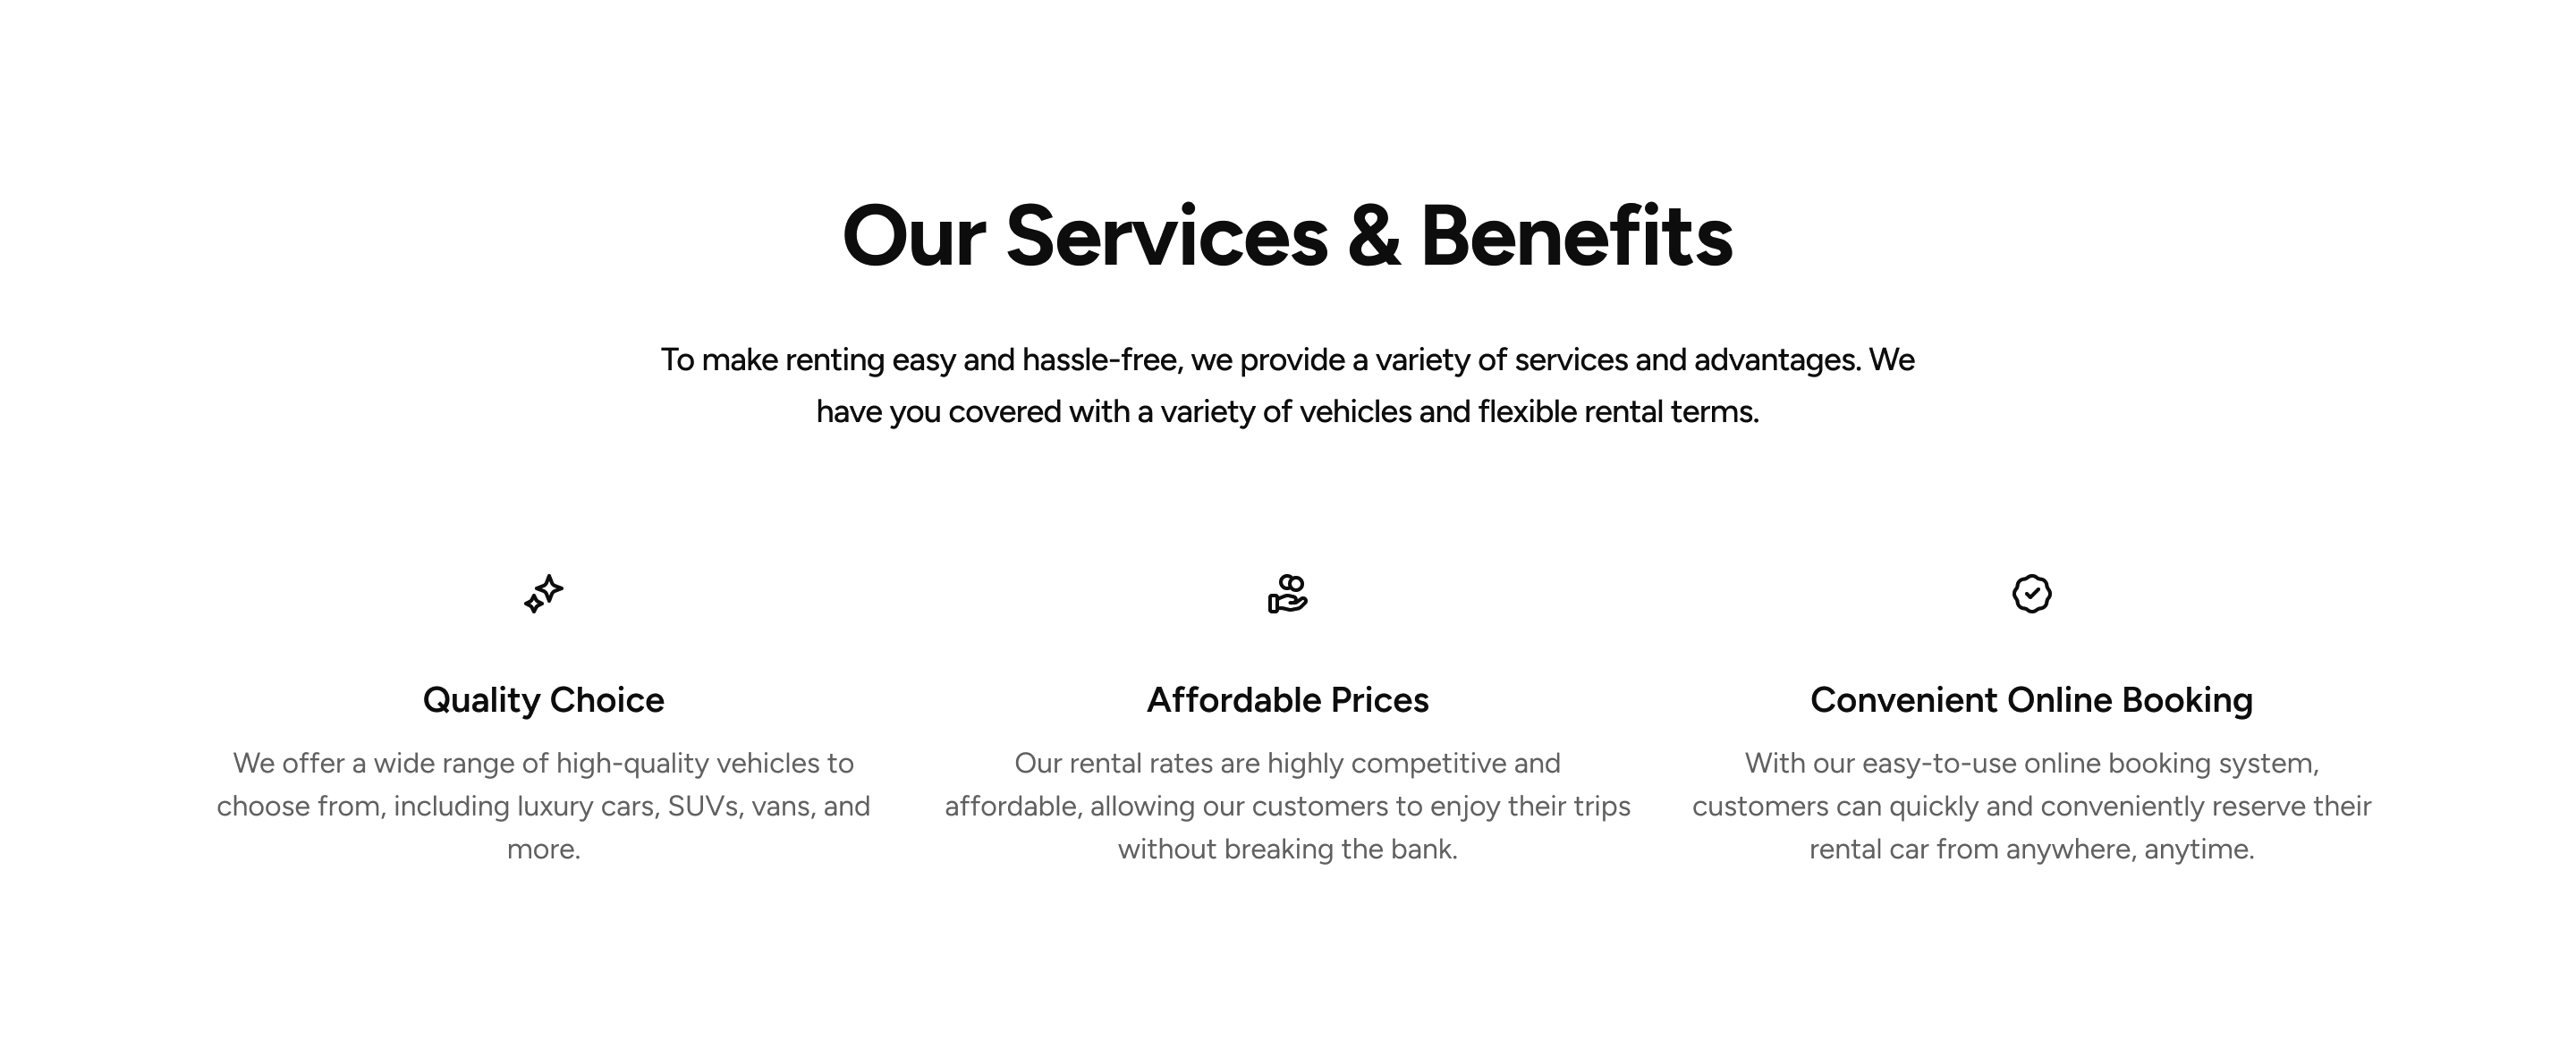 Our Services & Benefits
To make renting easy and hassle-free, we provide a variety of services and advantages. We
have you covered with a variety of vehicles and flexible rental terms.
Quality Choice
We offer a wide range of high-quality vehicles to
choose from, including luxury cars, SUVs, vans, and
more.
Affordable Prices
Our rental rates are highly competitive and
affordable, allowing our customers to enjoy their trips
without breaking the bank.
Convenient Online Booking
With our easy-to-use online booking system,
customers can quickly and conveniently reserve their
rental car from anywhere, anytime.